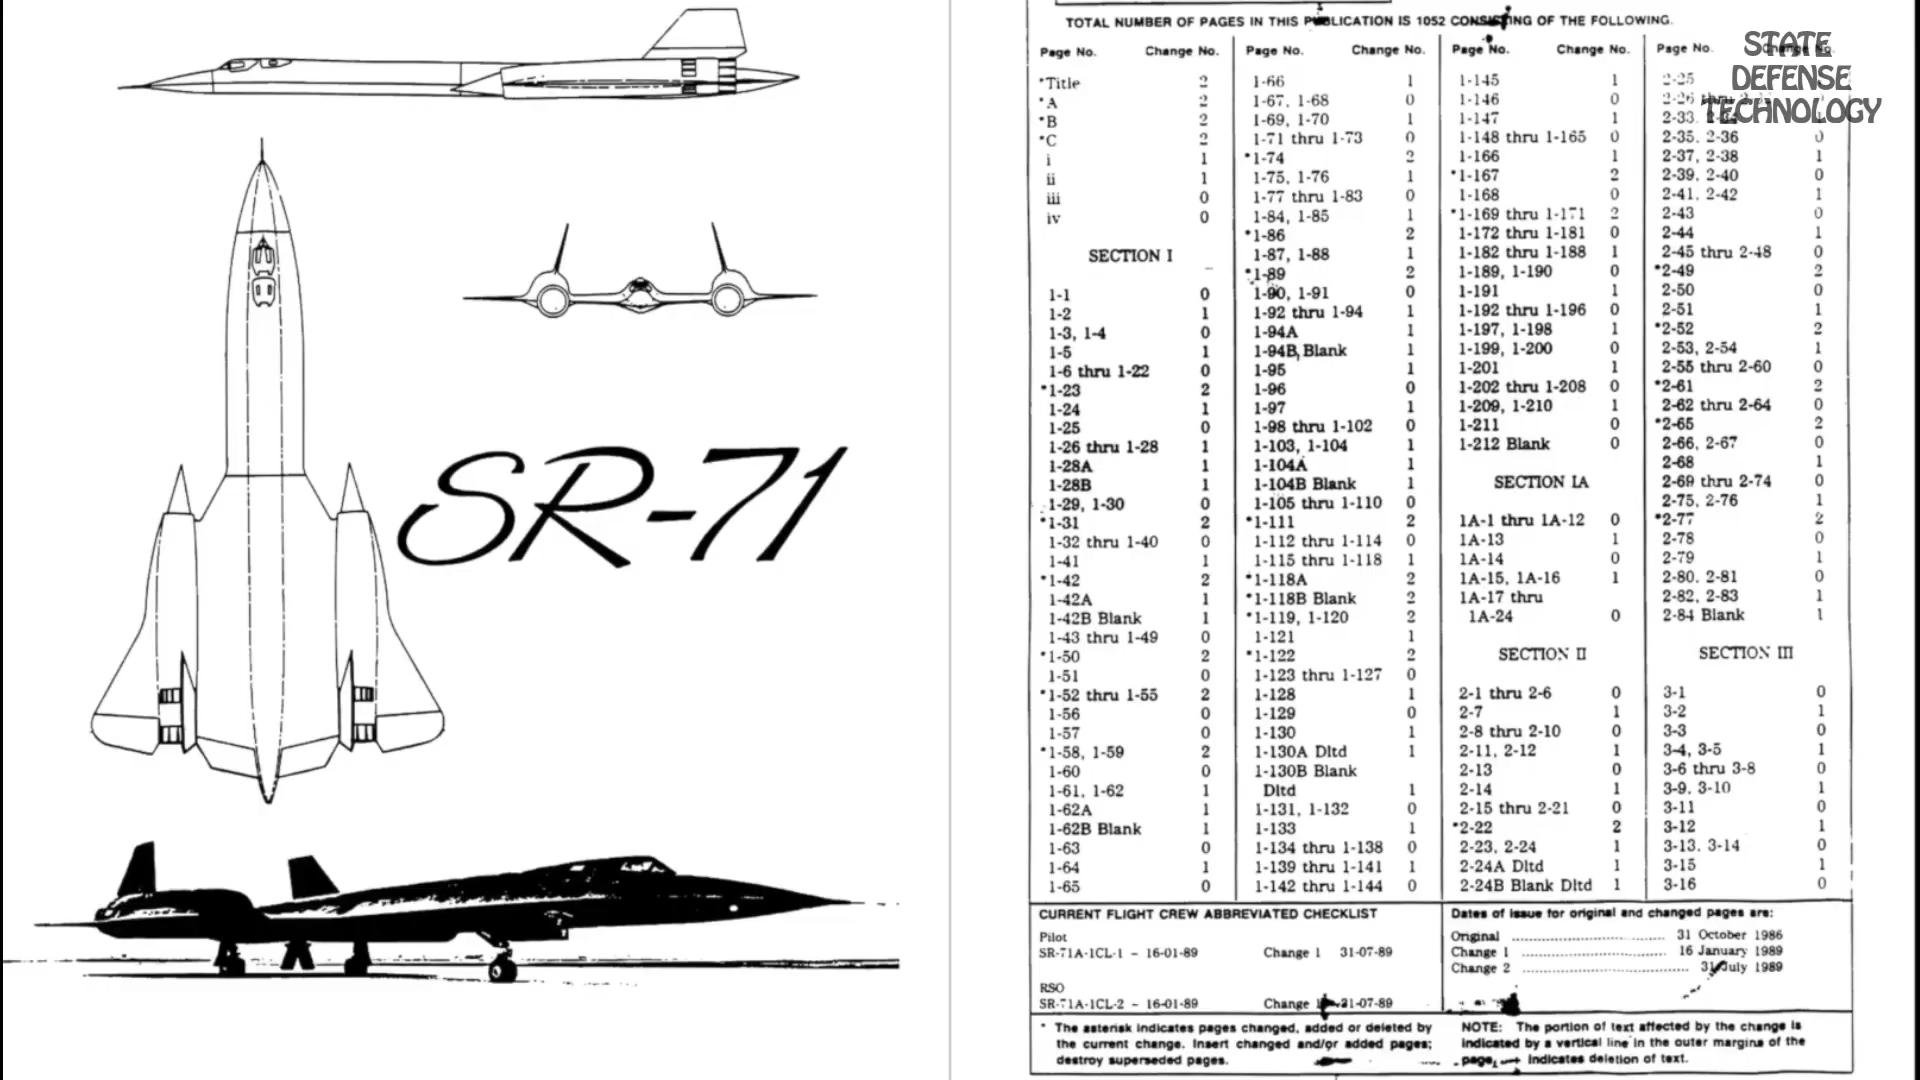 SR-71
TOTAL NUMBER OF PAGES IN THIS PUBLICATION IS 1052 CONSISTING OF THE FOLLOWING.
Page No. Change No.
*Title 2
*A 2
*B 2
*C 2
i 1
ii 1
iii 0
iv 0
SECTION I
1-1 0
1-2 1
1-3, 1-4 0
1-5 1
1-6 thru 1-22 0
*1-23 2
1-24 1
1-25 0
1-26 thru 1-28 1
1-28A 1
1-28B 1
1-29, 1-30 0
*1-31 2
1-32 thru 1-40 0
1-41 1
*1-42 2
1-42A 1
1-42B Blank 1
1-43 thru 1-49 0
*1-50 2
1-51 0
*1-52 thru 1-55 2
1-56 0
1-57 0
*1-58, 1-59 2
1-60 0
1-61, 1-62 1
1-62A 1
1-62B Blank 1
1-63 0
1-64 1
1-65 0
Page No. Change No.
1-66 1
1-67, 1-68 0
1-69, 1-70 1
1-71 thru 1-73 0
*1-74 2
1-75, 1-76 1
1-77 thru 1-83 0
1-84, 1-85 1
*1-86 2
1-87, 1-88 1
*1-89 2
1-90, 1-91 0
1-92 thru 1-94 1
1-94A 1
1-94B Blank 1
1-95 1
1-96 0
1-97 1
1-98 thru 1-102 0
1-103, 1-104 1
1-104A 1
1-104B Blank 1
1-105 thru 1-110 0
*1-111 2
1-112 thru 1-114 0
1-115 thru 1-118 1
*1-118A 2
*1-118B Blank 2
*1-119, 1-120 2
1-121 1
*1-122 2
1-123 thru 1-127 0
1-128 1
1-129 0
1-130 1
1-130A Dltd 1
1-130B Blank
Dltd 1
1-131, 1-132 0
1-133 1
1-134 thru 1-138 0
1-139 thru 1-141 1
1-142 thru 1-144 0
Page No. Change No.
1-145 1
1-146 0
1-147 1
1-148 thru 1-165 0
1-166 1
*1-167 2
1-168 0
*1-169 thru 1-171 2
1-172 thru 1-181 0
1-182 thru 1-188 1
1-189, 1-190 0
1-191 1
1-192 thru 1-196 0
1-197, 1-198 1
1-199, 1-200 0
1-201 1
1-202 thru 1-208 0
1-209, 1-210 1
1-211 0
1-212 Blank 0
SECTION IA
1A-1 thru 1A-12 0
1A-13 1
1A-14 0
1A-15, 1A-16 1
1A-17 thru
1A-24 0
SECTION II
2-1 thru 2-6 0
2-7 1
2-8 thru 2-10 0
2-11, 2-12 1
2-13 0
2-14 1
2-15 thru 2-21 0
*2-22 2
2-23, 2-24 1
2-24A Dltd 1
2-24B Blank Dltd 1
Page No. Change No.
STATE
DEFENSE
TECHNOLOGY
2-25
2-26 thru
2-33,
2-35, 2-36 0
2-37, 2-38 1
2-39, 2-40 0
2-41, 2-42 1
2-43 0
2-44 1
2-45 thru 2-48 0
*2-49 2
2-50 0
2-51 1
*2-52 2
2-53, 2-54 1
2-55 thru 2-60 0
*2-61 2
2-62 thru 2-64 0
*2-65 2
2-66, 2-67 0
2-68 1
2-69 thru 2-74 0
2-75, 2-76 1
*2-77 2
2-78 0
2-79 1
2-80, 2-81 0
2-82, 2-83 1
2-84 Blank 1
SECTION III
3-1 0
3-2 1
3-3 0
3-4, 3-5 1
3-6 thru 3-8 0
3-9, 3-10 1
3-11 0
3-12 1
3-13, 3-14 0
3-15 1
3-16 0
CURRENT FLIGHT CREW ABBREVIATED CHECKLIST
Pilot
SR-71A-1CL-1 - 16-01-89 Change 1 31-07-89
RSO
SR-71A-1CL-2 - 16-01-89 Change 1 31-07-89
Dates of issue for original and changed pages are:
Original 31 October 1986
Change 1 16 January 1989
Change 2 31 July 1989
* The asterisk indicates pages changed, added or deleted by
the current change. Insert changed and/or added pages;
destroy superseded pages.
NOTE: The portion of text affected by the change is
indicated by a vertical line in the outer margins of the
page, indicates deletion of text.